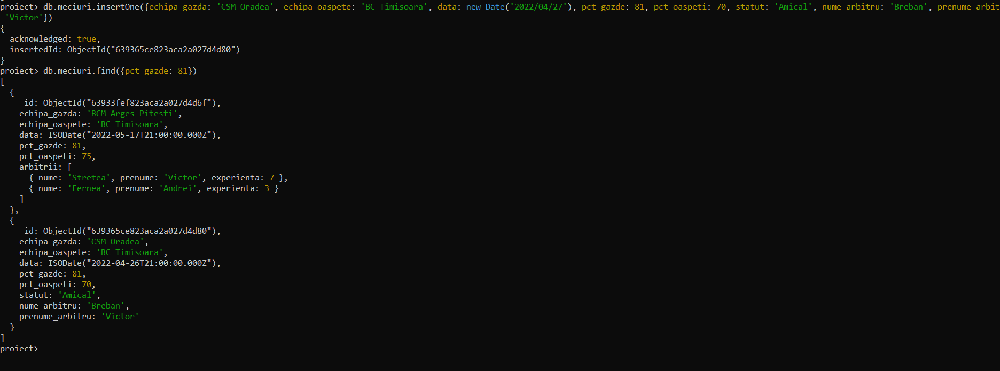 proiect> db.meciuri.insertOne({echipa_gazda: 'CSM Oradea', echipa_oaspete: 'BC Timisoara', data: new Date('2022/04/27'), pct_gazde: 81, pct_oaspeti: 70, statut: 'Amical', nume_arbitru: 'Breban', prenume_arbit
'Victor'})
{
acknowledged: true,
insertedId: ObjectId("639365ce823aca2a027d4d80")
}
proiect> db.meciuri.find({pct_gazde: 81})
[
{
_id: ObjectId("63933fef823aca2a027d4d6f"),
echipa_gazda: 'BCM Arges-Pitesti',
echipa_oaspete: 'BC Timisoara',
data: ISODate("2022-05-17T21:00:00.000Z"),
pct_gazde: 81,
pct_oaspeti: 75,
arbitrii: [
{ nume: 'Stretea', prenume: 'Victor', experienta: 7 },
{ nume: 'Fernea', prenume: 'Andrei', experienta: 3 }
]
},
{
_id: ObjectId("639365ce823aca2a027d4d80"),
echipa_gazda: 'CSM Oradea',
echipa_oaspete: 'BC Timisoara',
data: ISODate("2022-04-26T21:00:00.000Z"),
pct_gazde: 81,
pct_oaspeti: 70,
statut: 'Amical',
nume_arbitru: 'Breban',
prenume_arbitru: 'Victor'
}
]
proiect>